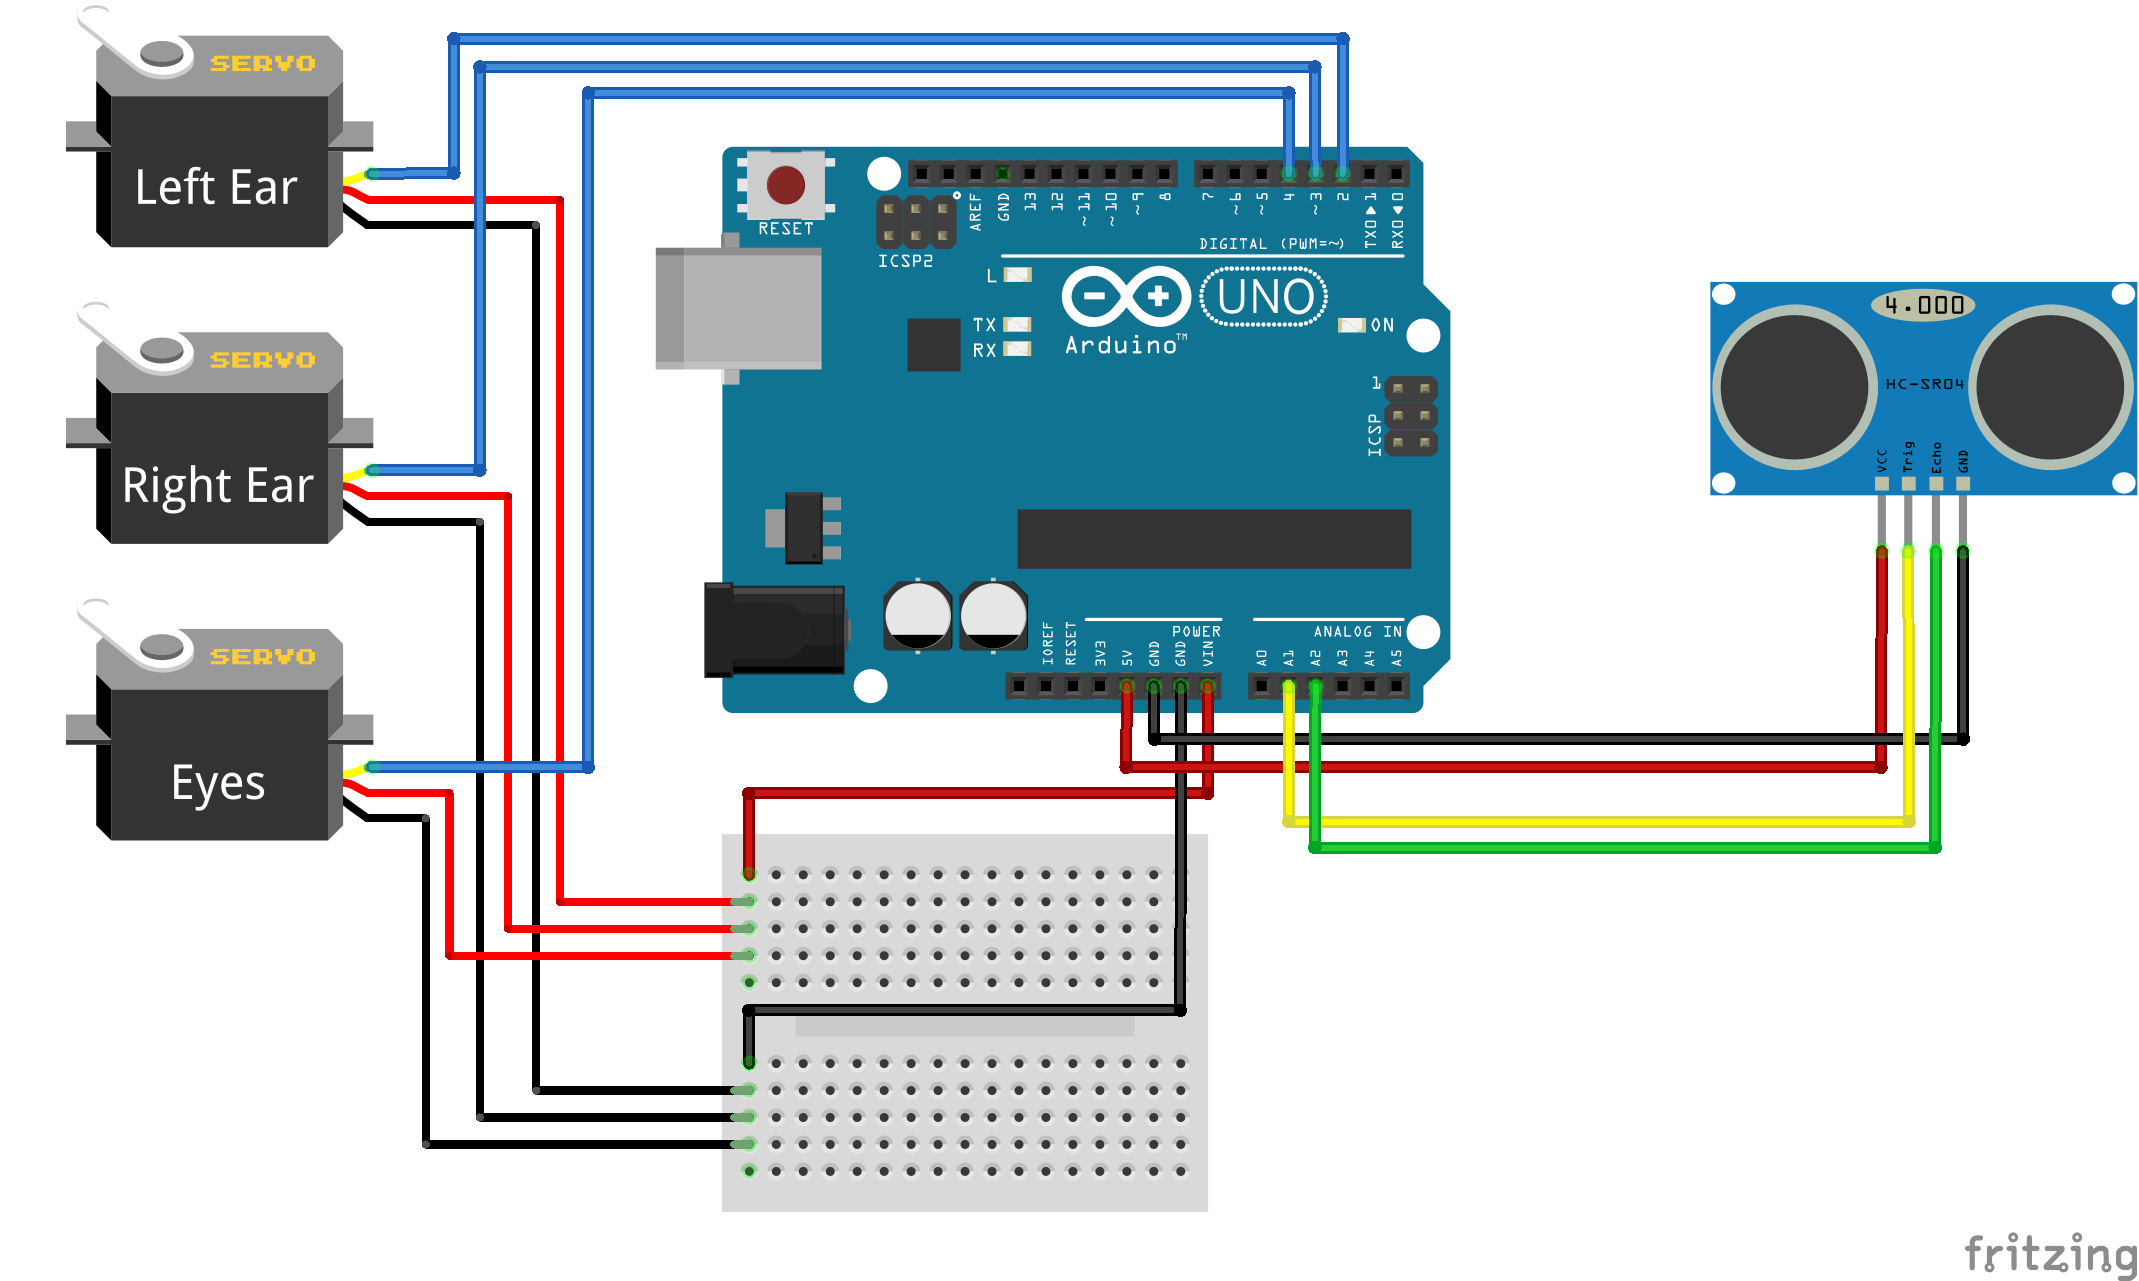 SERVO
Left Ear
SERVO
Right Ear
SERVO
Eyes
RESET
ICSP2
AREF
GND
13
12
~11
~10
~9
8
7
~6
~5
4
~3
2
TX0▶1
RX0◀0
DIGITAL (PWM=~)
L
TX
RX
UNO
Arduino™
ON
1
ICSP
IOREF
RESET
3V3
5V
GND
GND
VIN
POWER
ANALOG IN
A0
A1
A2
A3
A4
A5
4.000
HC-SR04
VCC
Trig
Echo
GND
fritzing